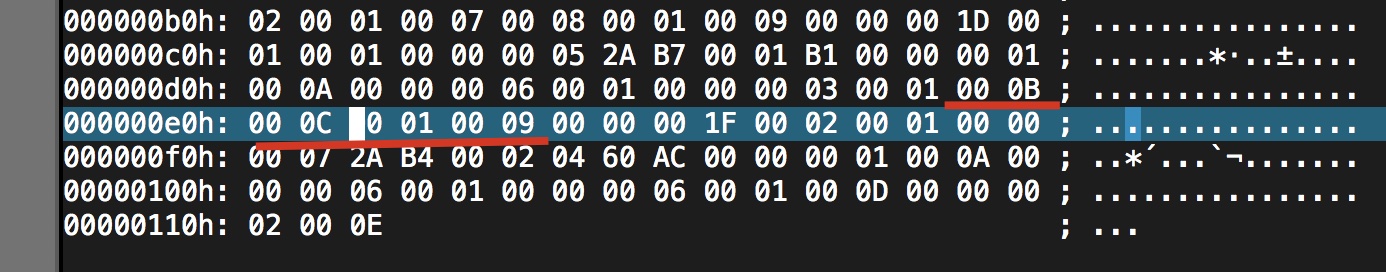 000000b0h: 02 00 01 00 07 00 08 00 01 00 09 00 00 00 1D 00 ; ................
000000c0h: 01 00 01 00 00 00 05 2A B7 00 01 B1 00 00 00 01 ; .......*·..±....
000000d0h: 00 0A 00 00 00 06 00 01 00 00 00 03 00 01 00 0B ; ................
000000e0h: 00 0C 0 01 00 09 00 00 00 1F 00 02 00 01 00 00 ; ................
000000f0h: 00 07 2A B4 00 02 04 60 AC 00 00 00 01 00 0A 00 ; ..*´...`¬.......
00000100h: 00 00 06 00 01 00 00 00 06 00 01 00 0D 00 00 00 ; ................
00000110h: 02 00 0E ; ...